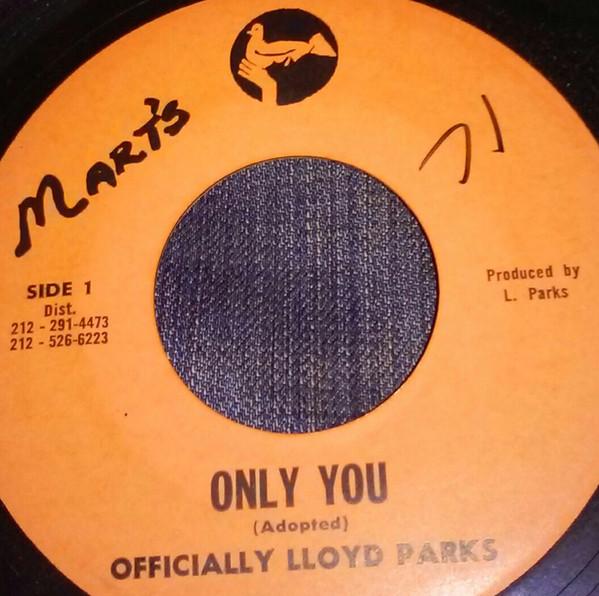 MART'S
71
SIDE 1
Dist.
212 - 291-4473
212 - 526-6223
Produced by
L. Parks
ONLY YOU
(Adopted)
OFFICIALLY LLOYD PARKS